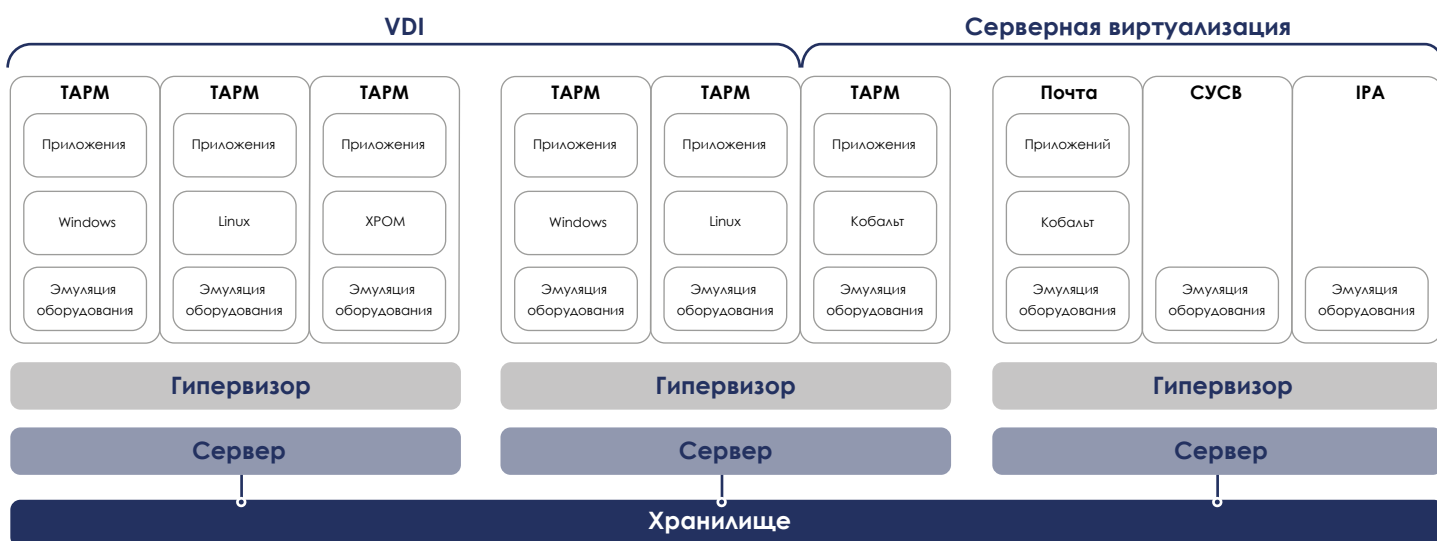 VDI
Серверная виртуализация
ТАРМ
ТАРМ
ТАРМ
ТАРМ
ТАРМ
ТАРМ
Почта
СУСВ
IPA
Приложения
Приложения
Приложения
Приложения
Приложения
Приложения
Приложений
Windows
Linux
ХРОМ
Windows
Linux
Кобальт
Кобальт
Эмуляция
оборудования
Эмуляция
оборудования
Эмуляция
оборудования
Эмуляция
оборудования
Эмуляция
оборудования
Эмуляция
оборудования
Эмуляция
оборудования
Эмуляция
оборудования
Эмуляция
оборудования
Гипервизор
Гипервизор
Гипервизор
Сервер
Сервер
Сервер
Хранилище